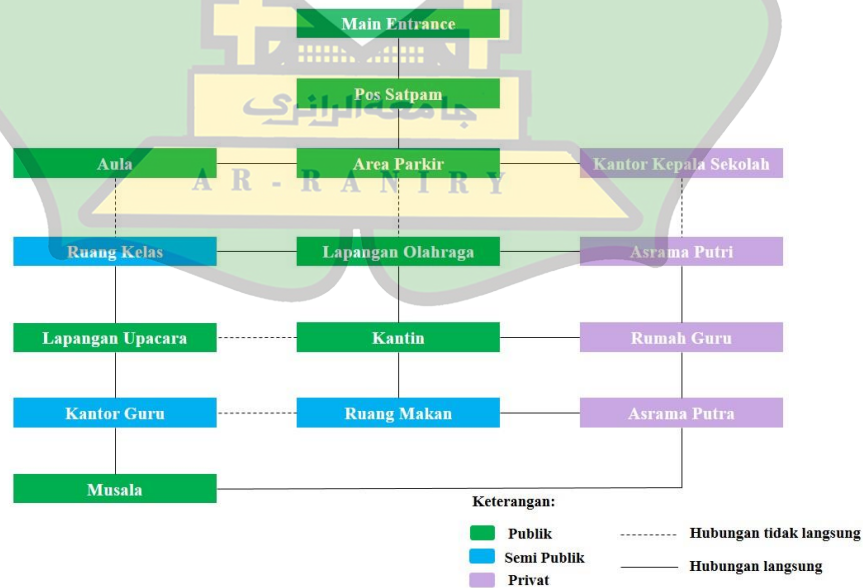 Main Entrance
Pos Satpam
جامعة الرانري
Aula
Area Parkir
Kantor Kepala Sekolah
AR-RANIRY
Ruang Kelas
Lapangan Olahraga
Asrama Putri
Lapangan Upacara
Kantin
Rumah Guru
Kantor Guru
Ruang Makan
Asrama Putra
Musala
Keterangan:
Publik
Hubungan tidak langsung
Semi Publik
Hubungan langsung
Privat